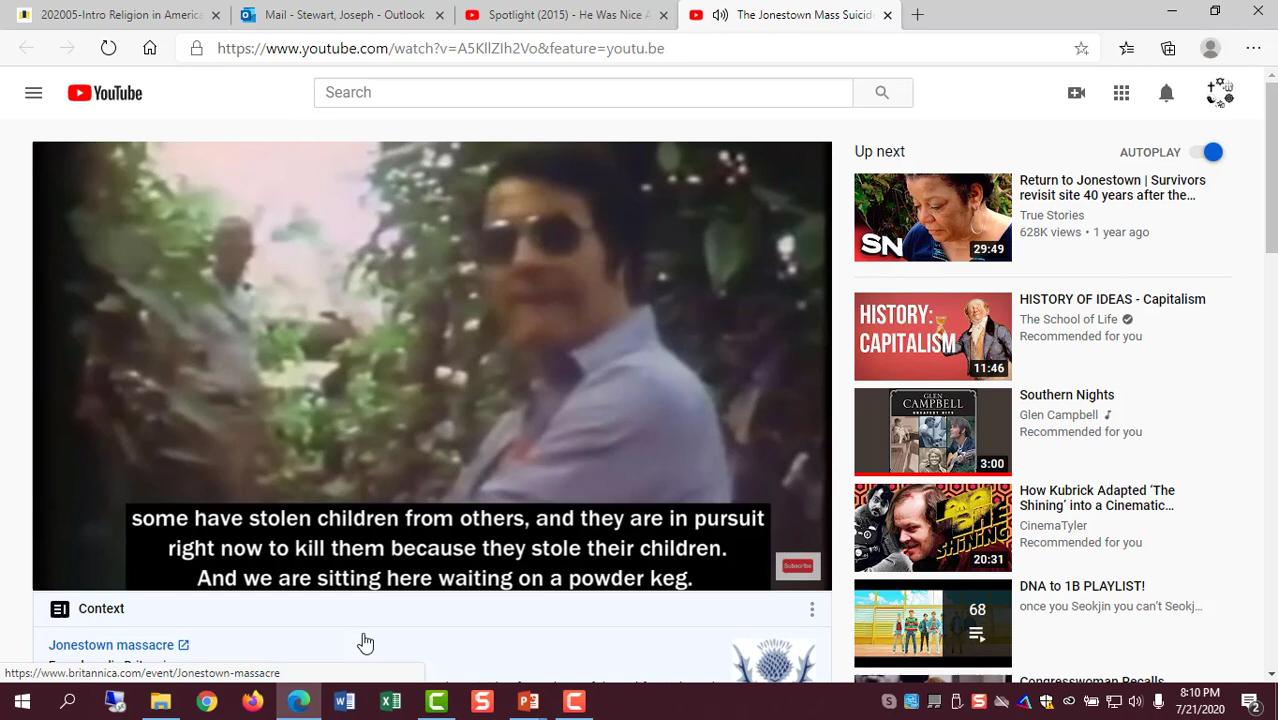 202005-Intro Religion in America
Mail - Stewart, Joseph - Outlook
Spotlight (2015) - He Was Nice A
The Jonestown Mass Suicid
https://www.youtube.com/watch?v=A5KllZIh2Vo&feature=youtu.be
YouTube
Search
some have stolen children from others, and they are in pursuit
right now to kill them because they stole their children.
And we are sitting here waiting on a powder keg.
Subscribe
Context
Jonestown massacre
https://www.britannica.com/event/Jonestown-massacre
Up next
AUTOPLAY
SN
29:49
Return to Jonestown | Survivors
revisit site 40 years after the…
True Stories
628K views • 1 year ago
HISTORY:
CAPITALISM
11:46
HISTORY OF IDEAS - Capitalism
The School of Life
Recommended for you
GLEN
CAMPBELL
3:00
Southern Nights
Glen Campbell
Recommended for you
20:31
How Kubrick Adapted ‘The
Shining’ into a Cinematic…
CinemaTyler
Recommended for you
68
DNA to 1B PLAYLIST!
once you Seokjin you can’t Seokj…
Congressman Recalls
8:10 PM
7/21/2020
2